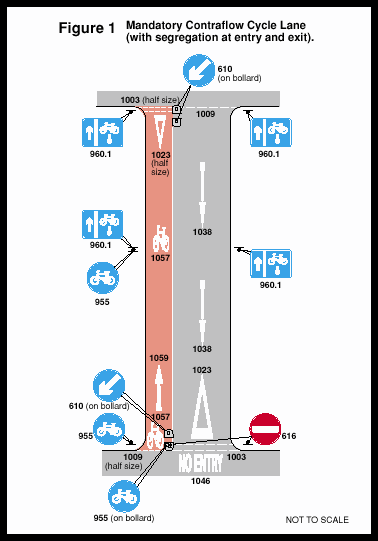 Figure 1 Mandatory Contraflow Cycle Lane
(with segregation at entry and exit).
610
(on bollard)
1003 (half size)
1009
960.1
1023
(half
size)
960.1
1038
960.1
1057
955
960.1
1059
1038
1023
610 (on bollard)
1057
955
616
1009
(half size)
NO ENTRY
1003
1046
955 (on bollard)
NOT TO SCALE